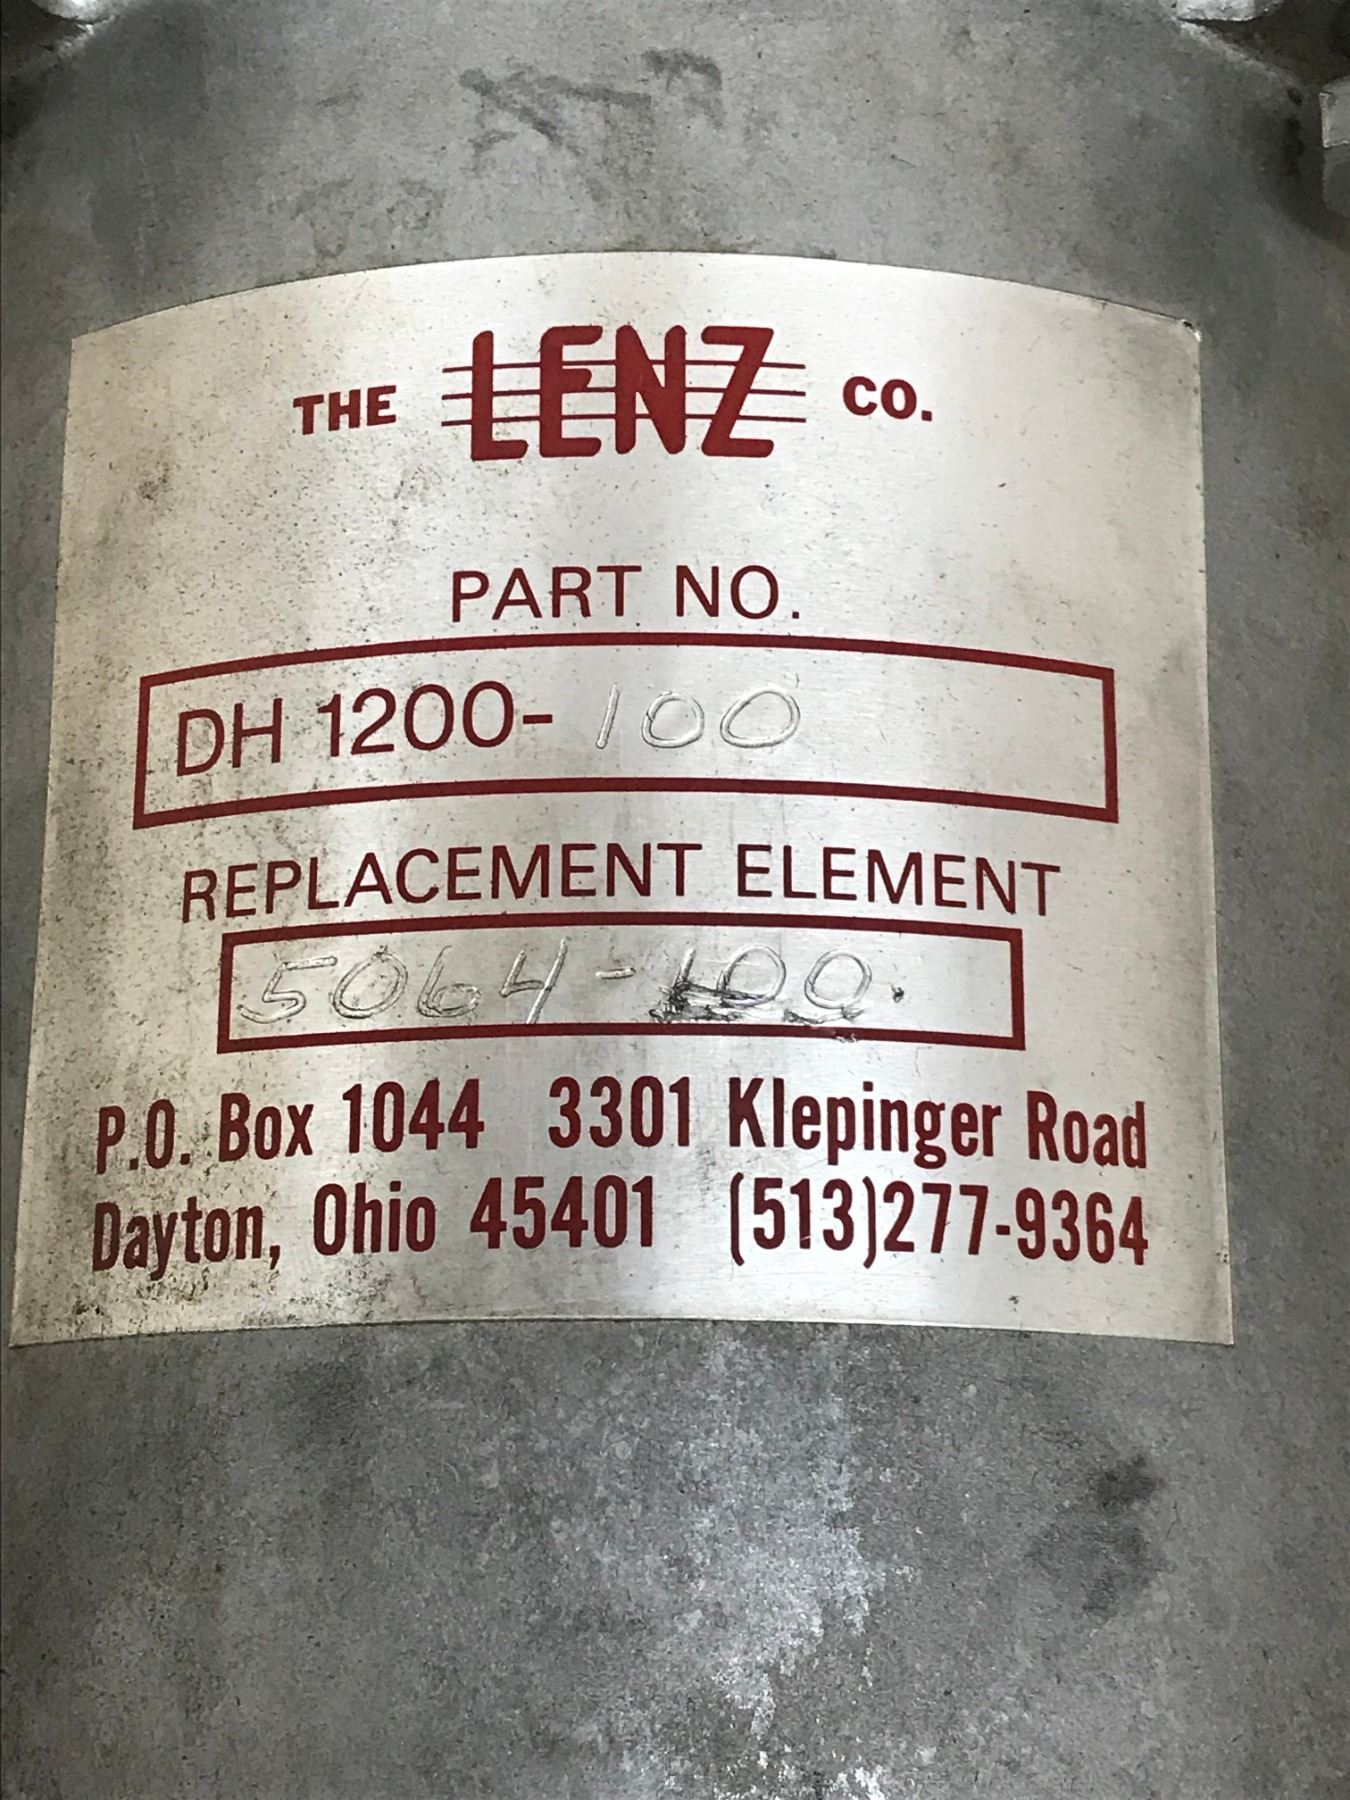 THE LENZ CO.
PART NO.
DH 1200-100
REPLACEMENT ELEMENT
5064-100.
P.O. Box 1044 3301 Klepinger Road
Dayton, Ohio 45401 (513)277-9364